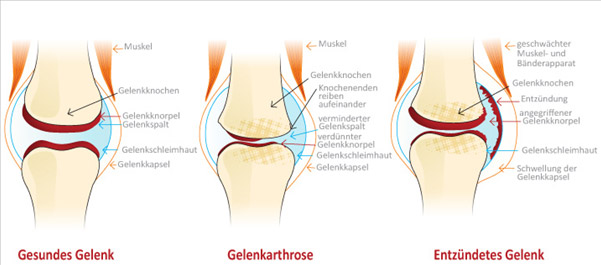 Muskel
Gelenkknochen
Gelenkknorpel
Gelenkspalt
Gelenkschleimhaut
Gelenkkapsel
Gesundes Gelenk
Muskel
Gelenkknochen
Knochenenden
reiben
aufeinander
verminderter
Gelenkspalt
verdünnter
Gelenkknorpel
Gelenkschleimhaut
Gelenkkapsel
Gelenkarthrose
geschwächter
Muskel- und
Bänderapparat
Gelenkknochen
Entzündung
angegriffener
Gelenkknorpel
Gelenkschleimhaut
Schwellung der
Gelenkkapsel
Entzündetes Gelenk